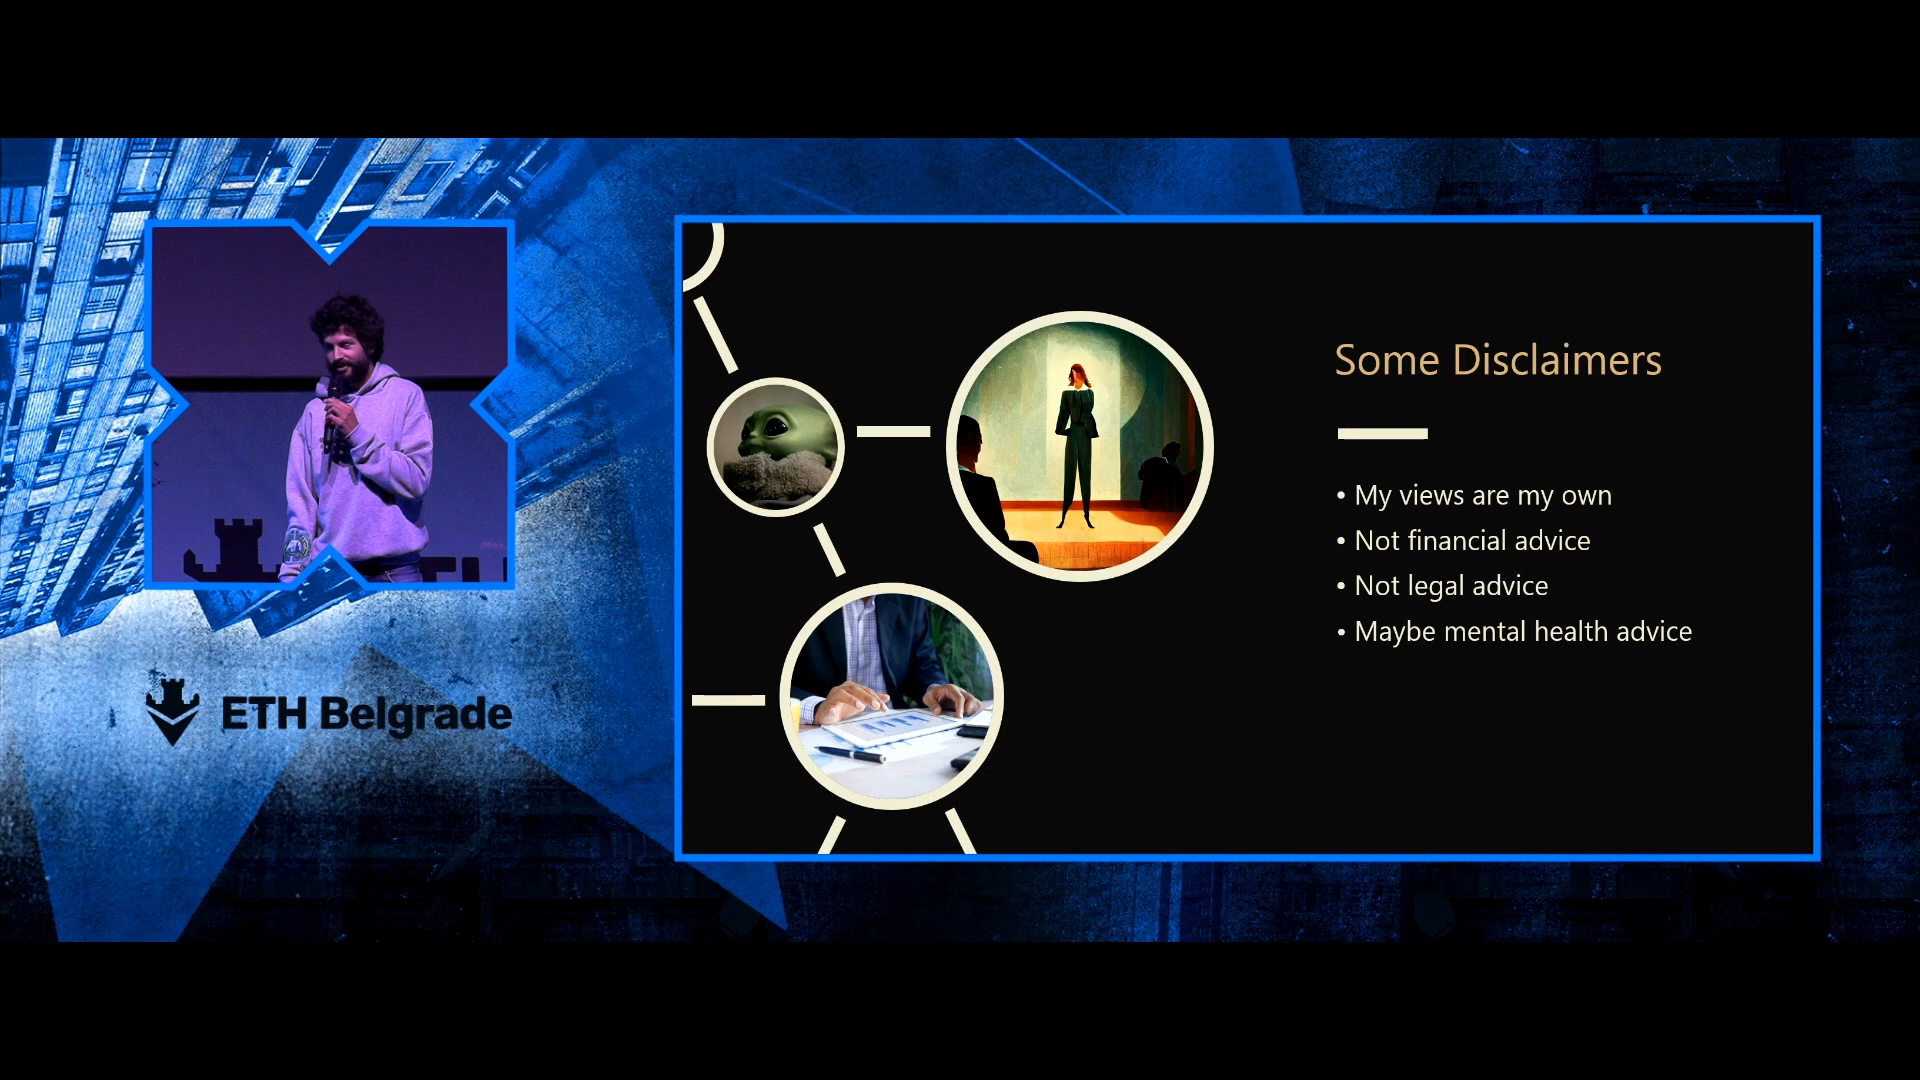 ETH Belgrade
Some Disclaimers
• My views are my own
• Not financial advice
• Not legal advice
• Maybe mental health advice